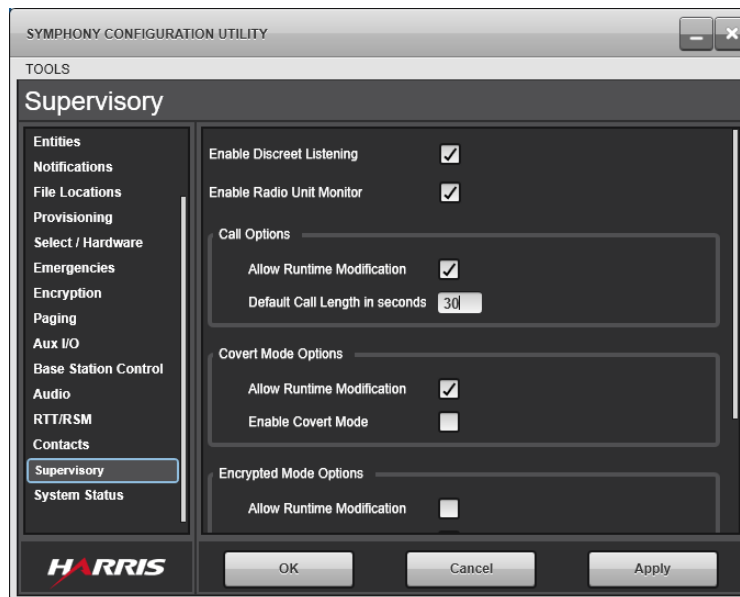 SYMPHONY CONFIGURATION UTILITY
TOOLS
Supervisory
Entities
Notifications
File Locations
Provisioning
Select / Hardware
Emergencies
Encryption
Paging
Aux I/O
Base Station Control
Audio
RTT/RSM
Contacts
Supervisory
System Status
Enable Discreet Listening
Enable Radio Unit Monitor
Call Options
Allow Runtime Modification
Default Call Length in seconds 30
Covert Mode Options
Allow Runtime Modification
Enable Covert Mode
Encrypted Mode Options
Allow Runtime Modification
HARRIS
OK Cancel Apply